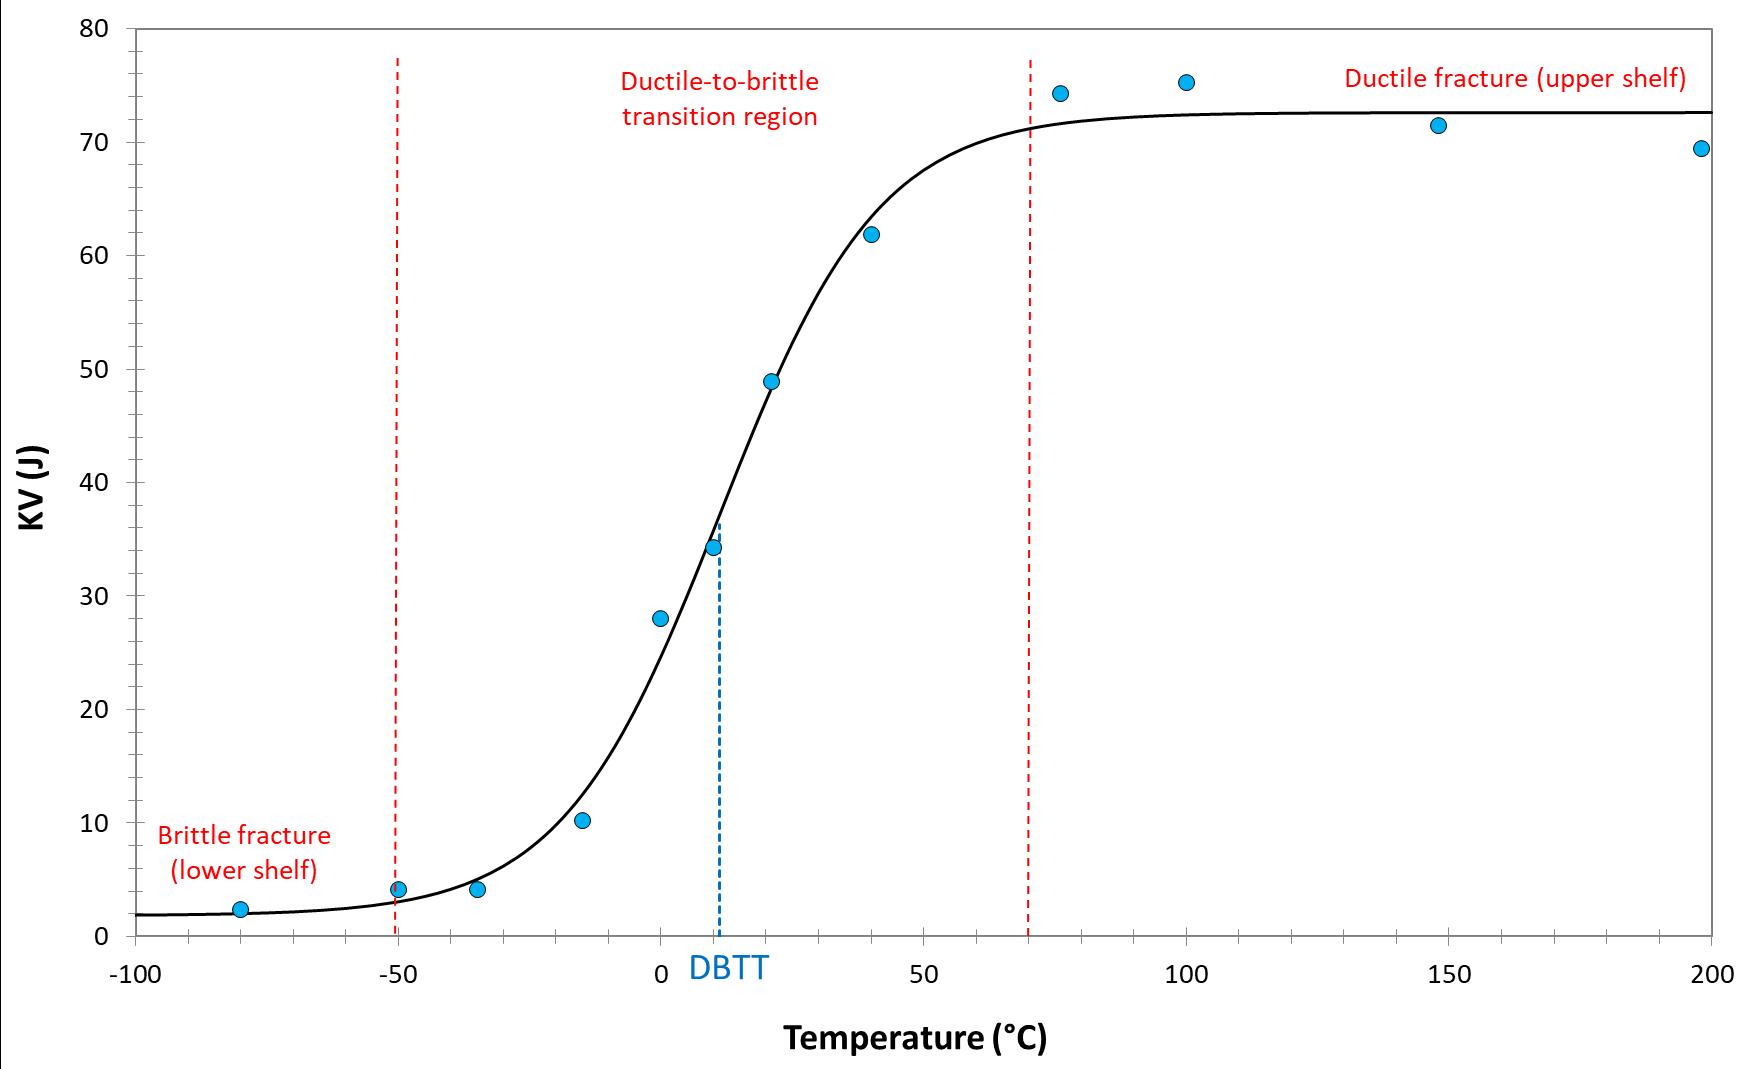 80
Ductile-to-brittle
transition region
Ductile fracture (upper shelf)
70
60
50
KV (J)
40
30
20
10
Brittle fracture
(lower shelf)
0
-100
-50
0
DBTT
50
100
150
200
Temperature (°C)